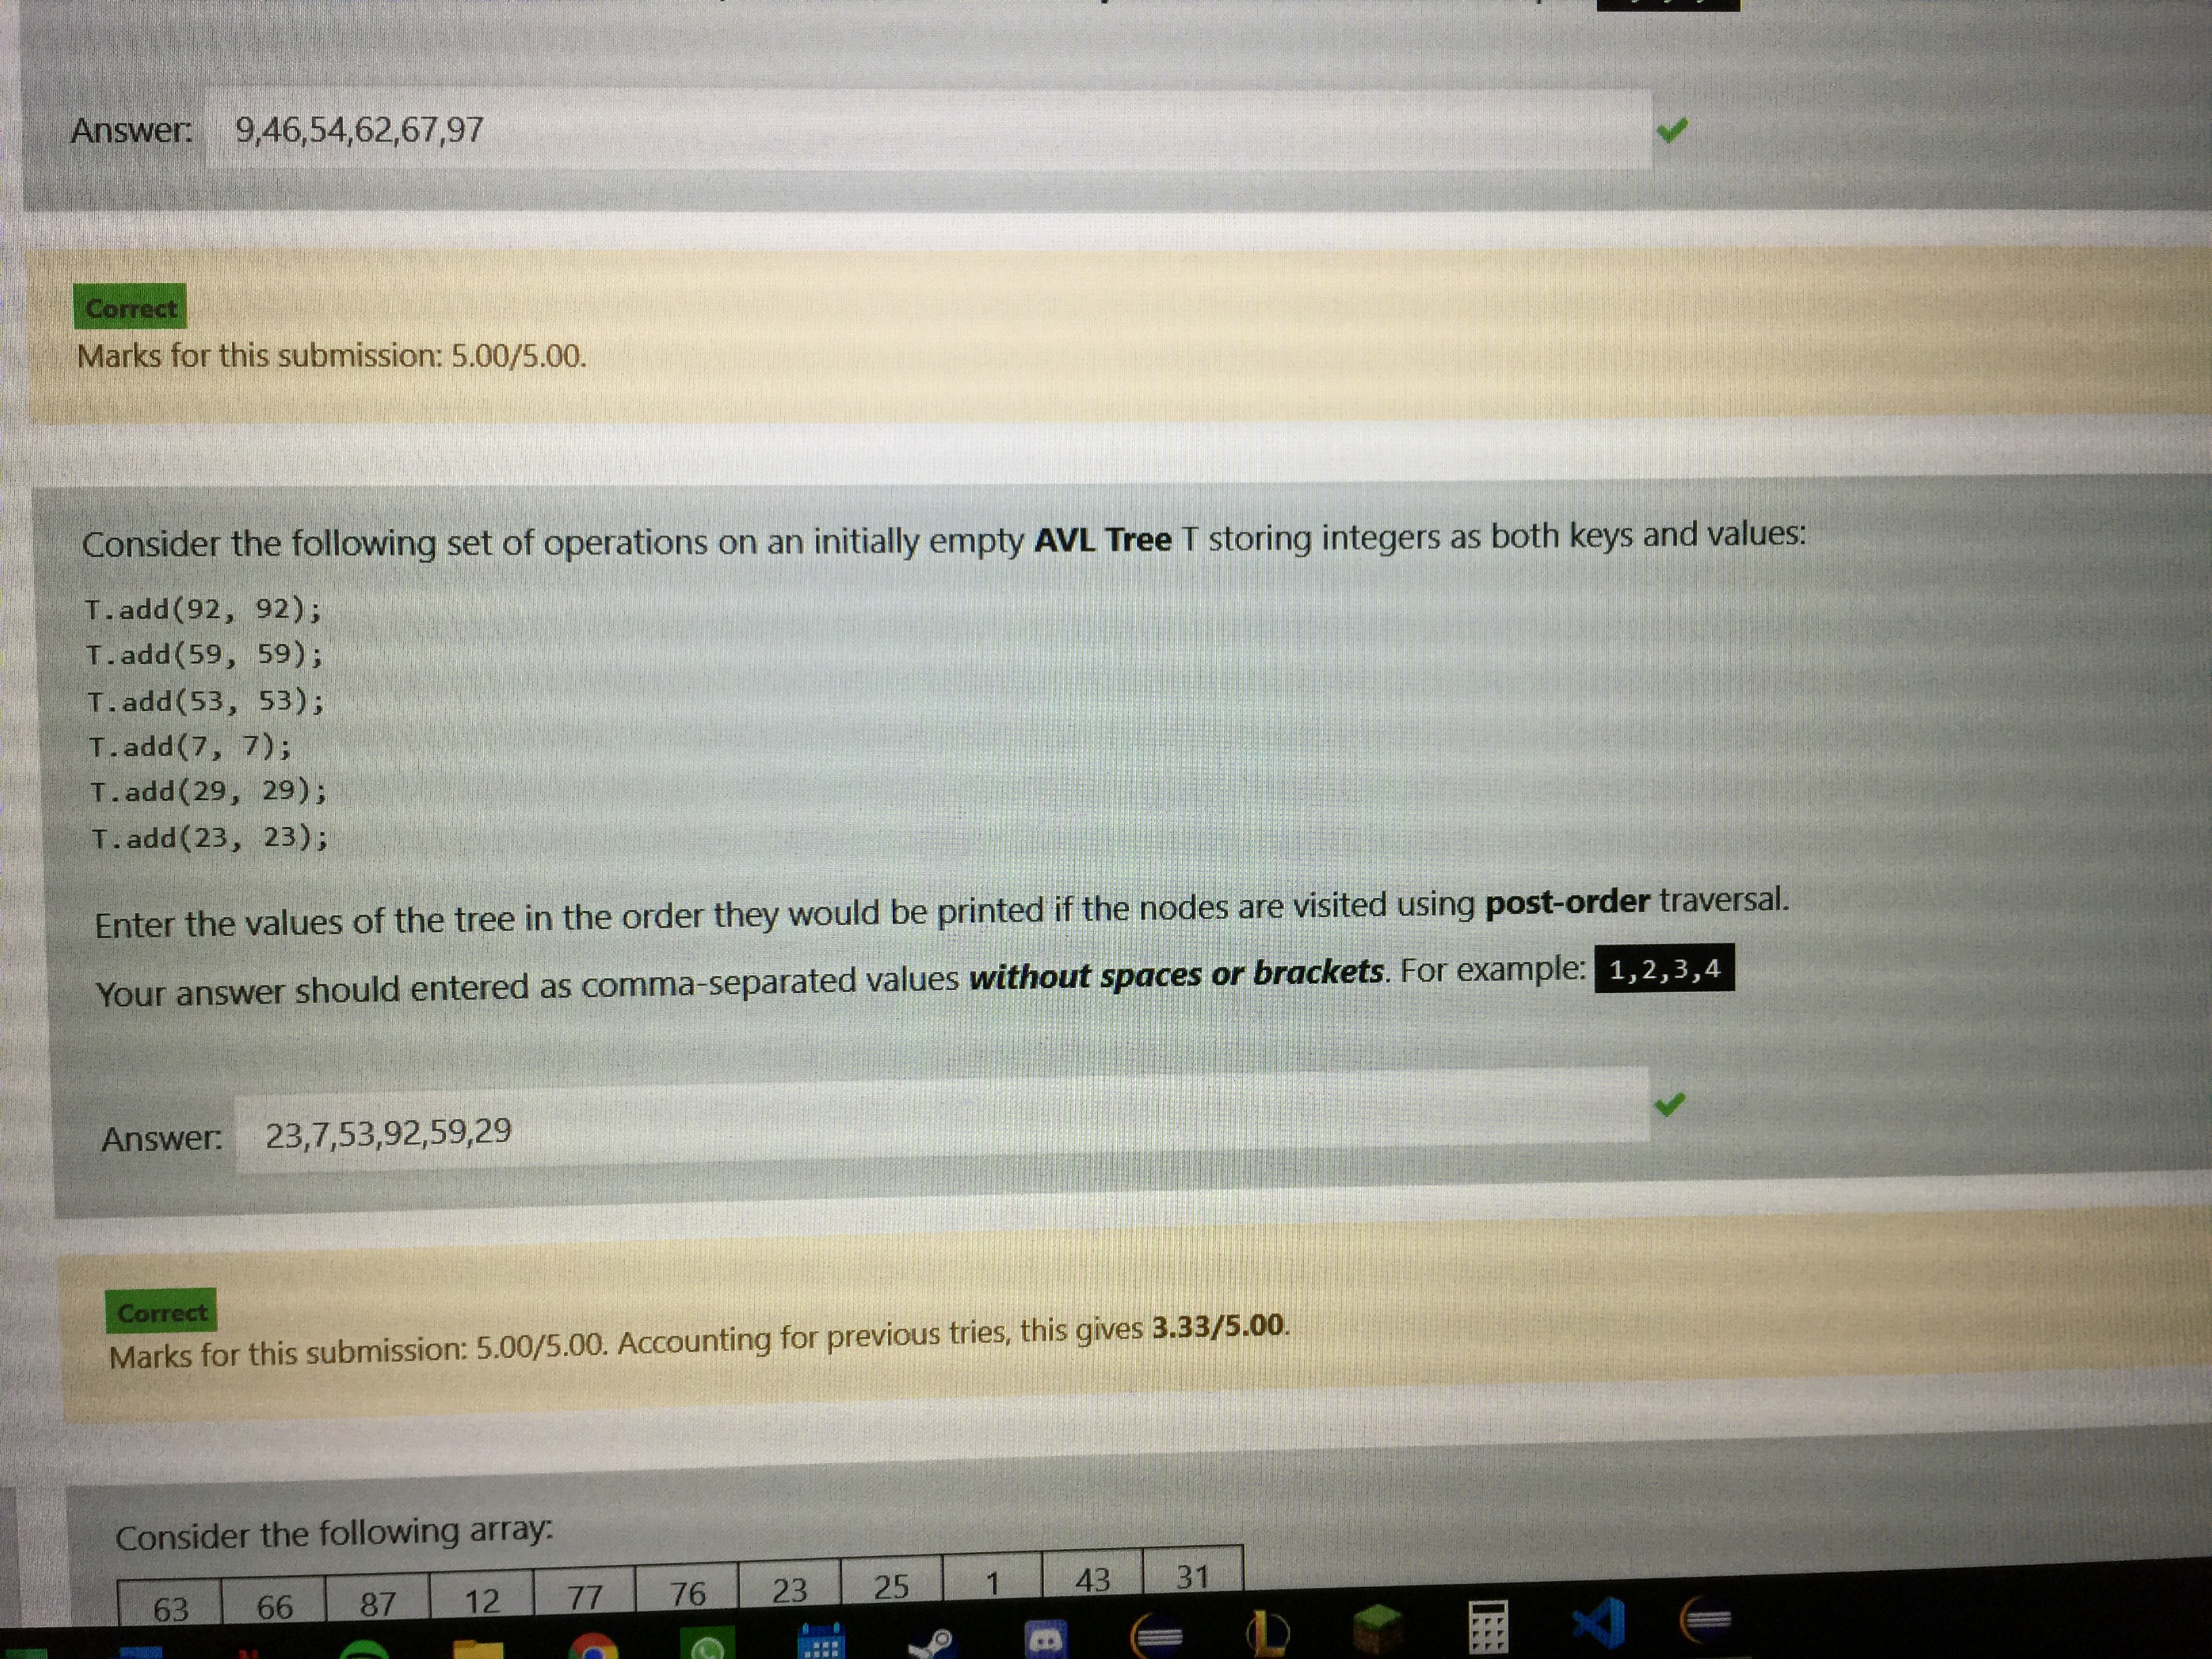 Answer: 9,46,54,62,67,97
Correct
Marks for this submission: 5.00/5.00.
Consider the following set of operations on an initially empty AVL Tree T storing integers as both keys and values:
T.add(92, 92);
T.add(59, 59);
T.add(53, 53);
T.add(7, 7);
T.add(29, 29);
T.add(23, 23);
Enter the values of the tree in the order they would be printed if the nodes are visited using post-order traversal.
Your answer should entered as comma-separated values without spaces or brackets. For example: 1,2,3,4
Answer: 23,7,53,92,59,29
Correct
Marks for this submission: 5.00/5.00. Accounting for previous tries, this gives 3.33/5.00.
Consider the following array:
63 66 87 12 77 76 23 25 1 43 31